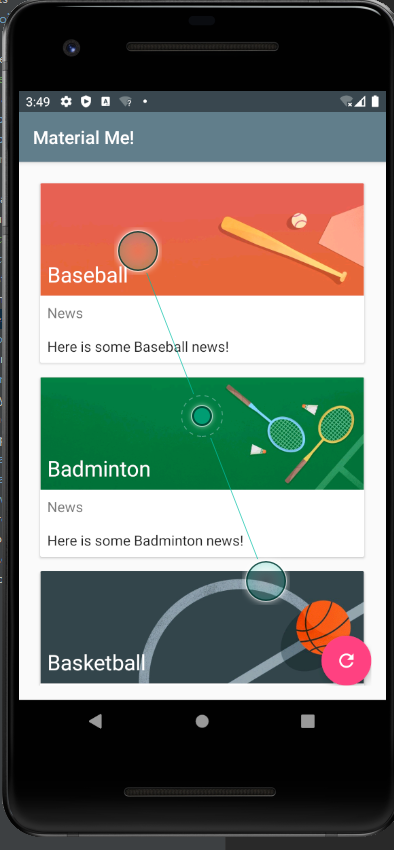 3:49
Material Me!
Baseball
News
Here is some Baseball news!
Badminton
News
Here is some Badminton news!
Basketball